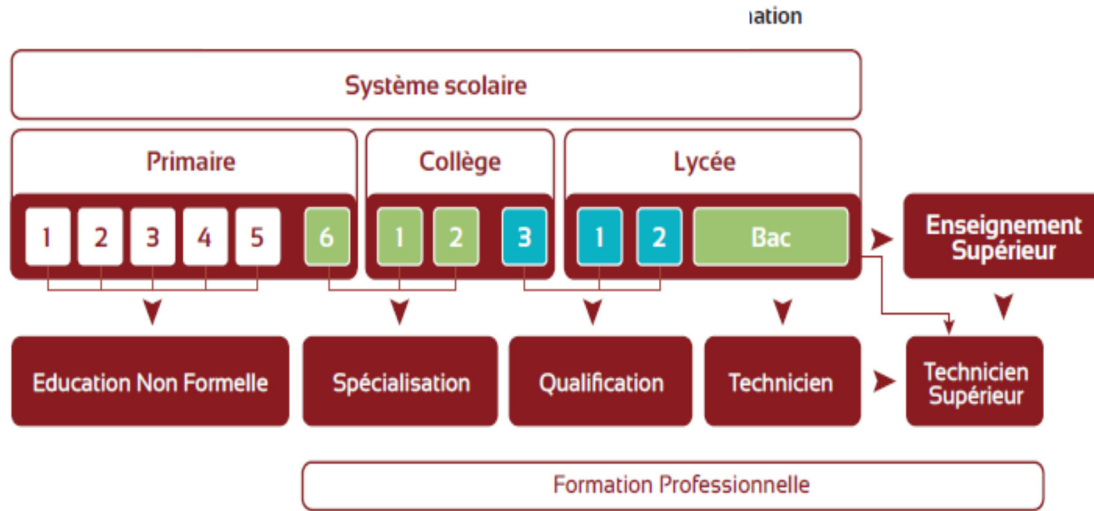 Système scolaire
Primaire Collège Lycée
1 2 3 4 5 6 1 2 3 1 2 Bac
Enseignement
Supérieur
Education Non Formelle Spécialisation Qualification Technicien
Technicien
Supérieur
Formation Professionnelle